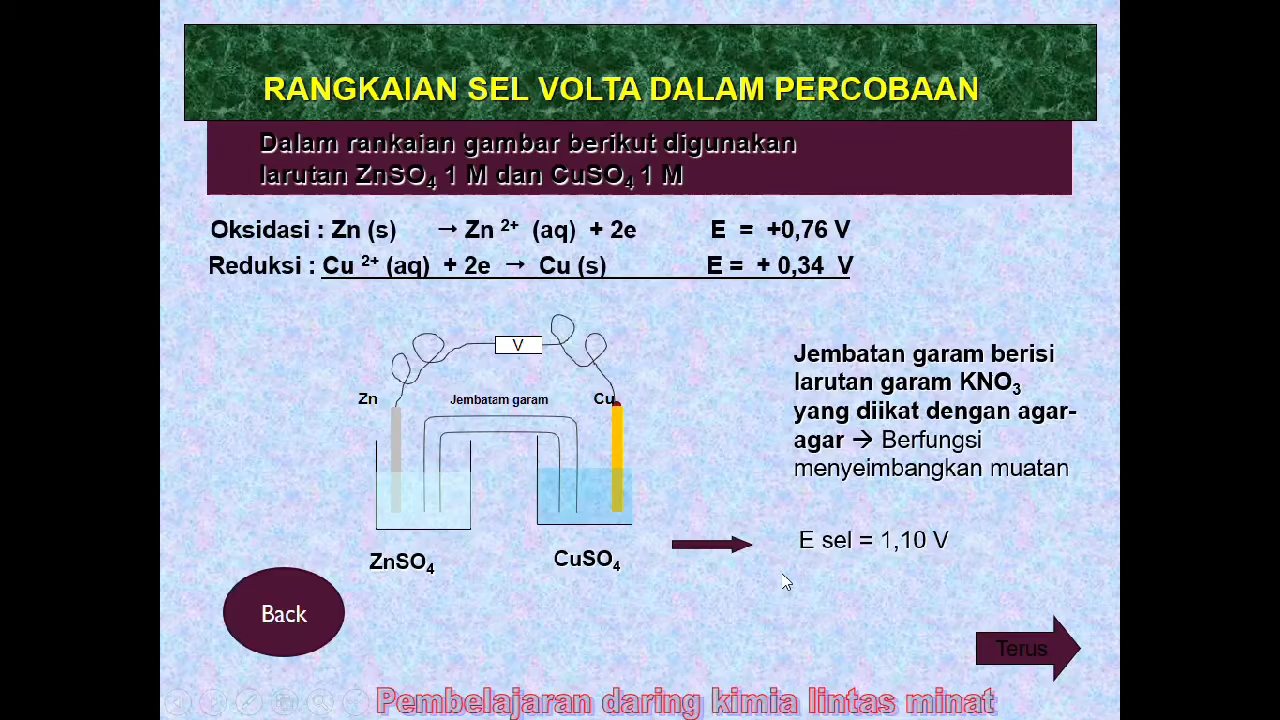 RANGKAIAN SEL VOLTA DALAM PERCOBAAN
Dalam rankaian gambar berikut digunakan
larutan ZnSO₄ 1 M dan CuSO₄ 1 M
Oksidasi : Zn (s) → Zn ²⁺ (aq) + 2e E = +0,76 V
Reduksi : Cu ²⁺ (aq) + 2e → Cu (s) E = + 0,34 V
V
Zn
Jembatam garam
Cu
Jembatan garam berisi
larutan garam KNO₃
yang diikat dengan agar-
agar → Berfungsi
menyeimbangkan muatan
E sel = 1,10 V
ZnSO₄
CuSO₄
Back
Terus
Pembelajaran daring kimia lintas minat